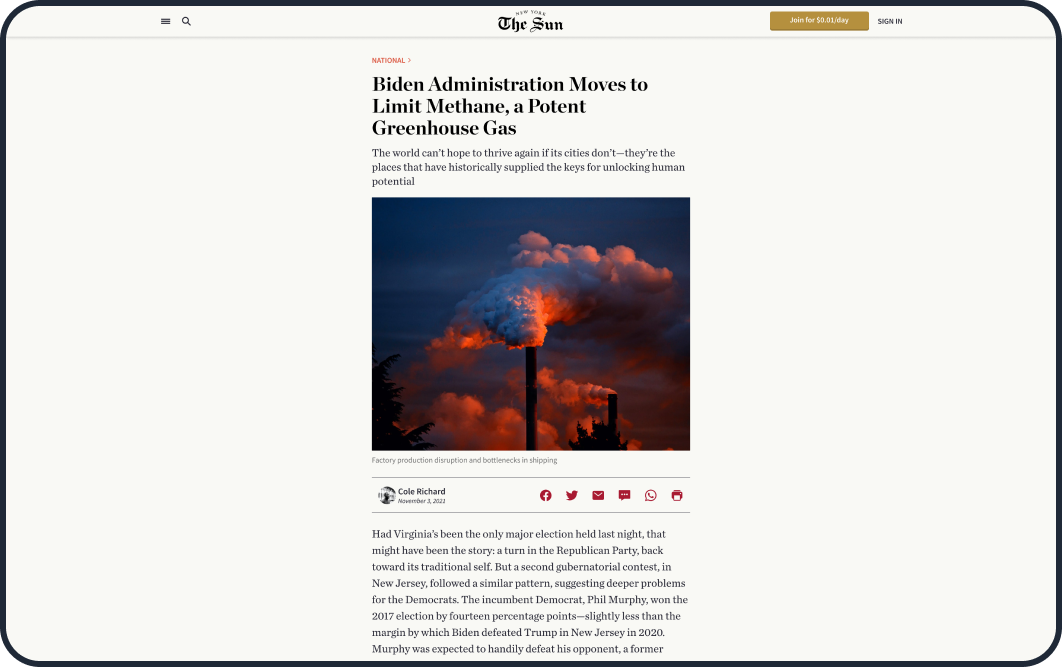 NEW YORK
The Sun
Join for $0.01/day
SIGN IN
NATIONAL >
Biden Administration Moves to
Limit Methane, a Potent
Greenhouse Gas
The world can't hope to thrive again if its cities don't—they're the
places that have historically supplied the keys for unlocking human
potential
Factory production disruption and bottlenecks in shipping
Cole Richard
November 3, 2021
Had Virginia's been the only major election held last night, that
might have been the story: a turn in the Republican Party, back
toward its traditional self. But a second gubernatorial contest, in
New Jersey, followed a similar pattern, suggesting deeper problems
for the Democrats. The incumbent Democrat, Phil Murphy, won the
2017 election by fourteen percentage points—slightly less than the
margin by which Biden defeated Trump in New Jersey in 2020.
Murphy was expected to handily defeat his opponent, a former